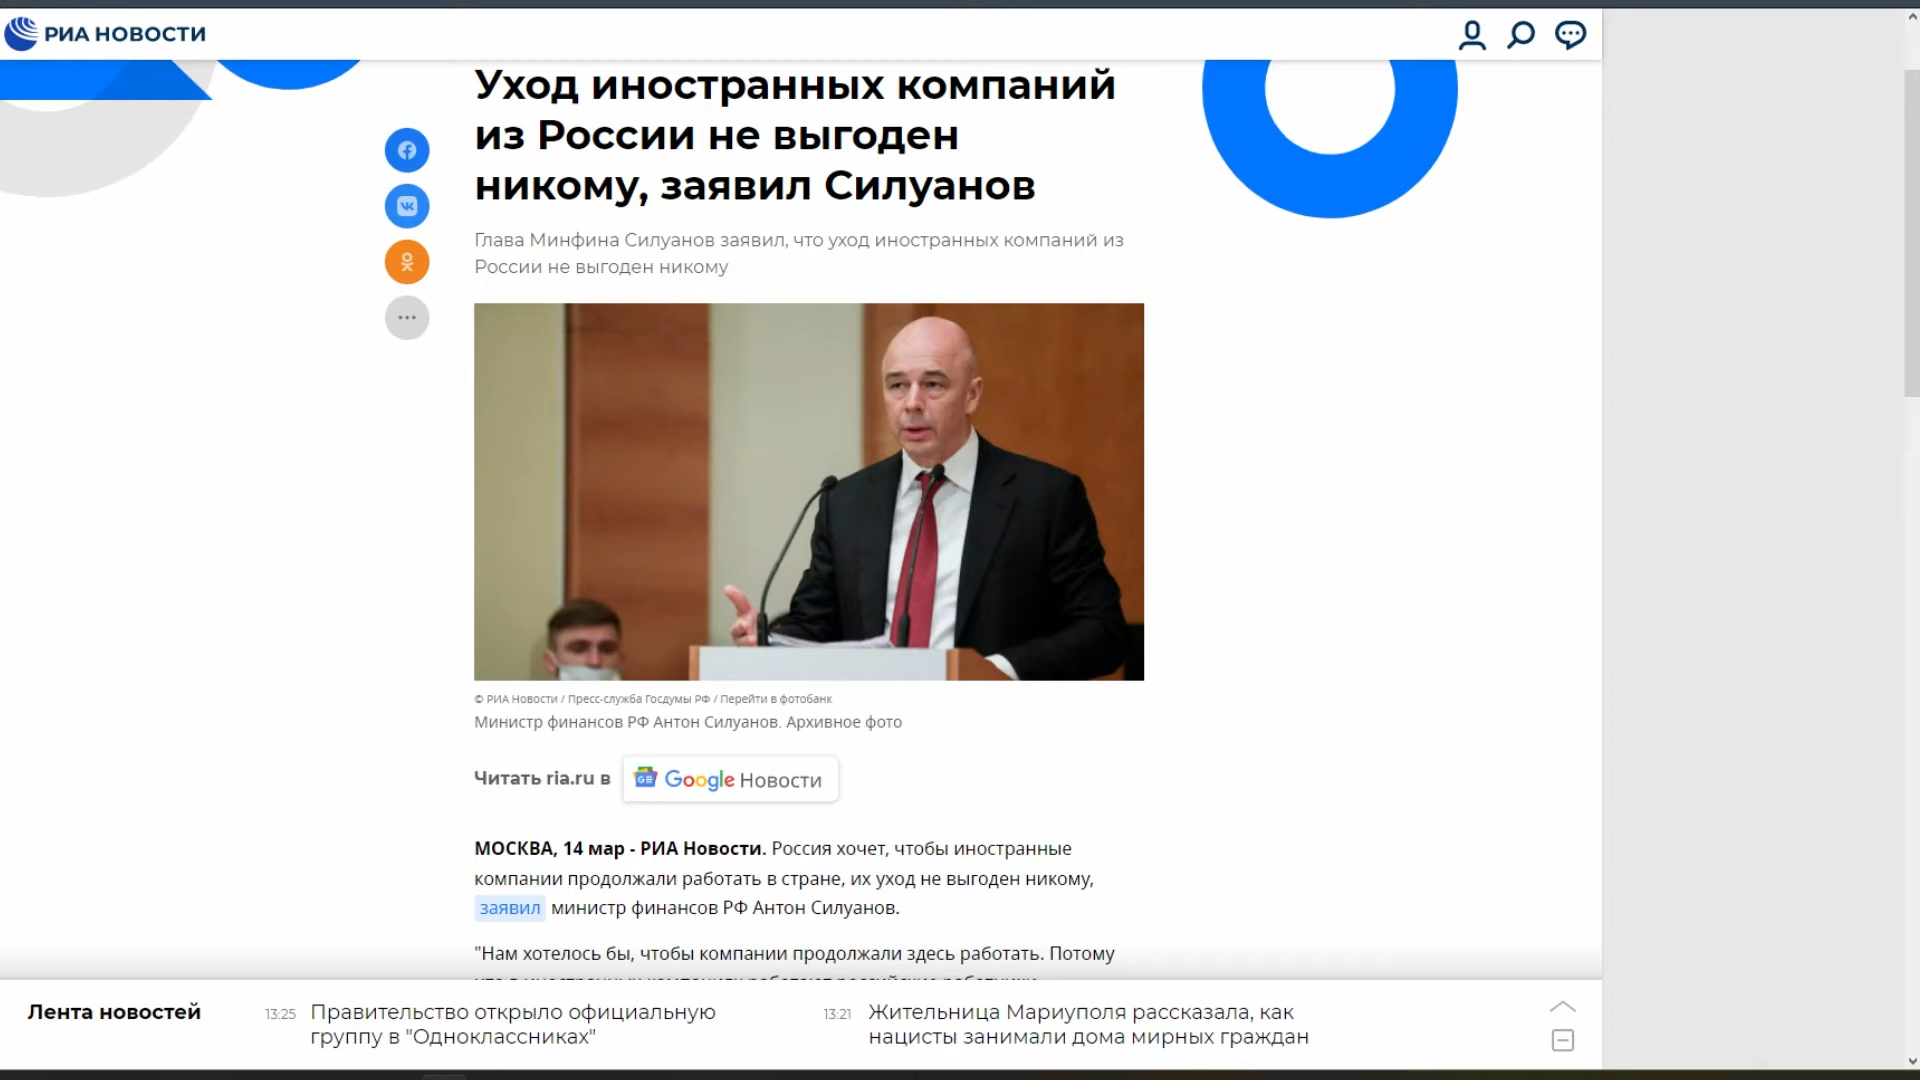 РИА НОВОСТИ
Уход иностранных компаний
из России не выгоден
никому, заявил Силуанов
Глава Минфина Силуанов заявил, что уход иностранных компаний из
России не выгоден никому
© РИА Новости / Пресс-служба Госдумы РФ / Перейти в фотобанк
Министр финансов РФ Антон Силуанов. Архивное фото
Читать ria.ru в GE Google Новости
МОСКВА, 14 мар - РИА Новости. Россия хочет, чтобы иностранные
компании продолжали работать в стране, их уход не выгоден никому,
заявил министр финансов РФ Антон Силуанов.
"Нам хотелось бы, чтобы компании продолжали здесь работать. Потому
Лента новостей
13:25 Правительство открыло официальную
группу в "Одноклассниках"
13:21 Жительница Мариуполя рассказала, как
нацисты занимали дома мирных граждан